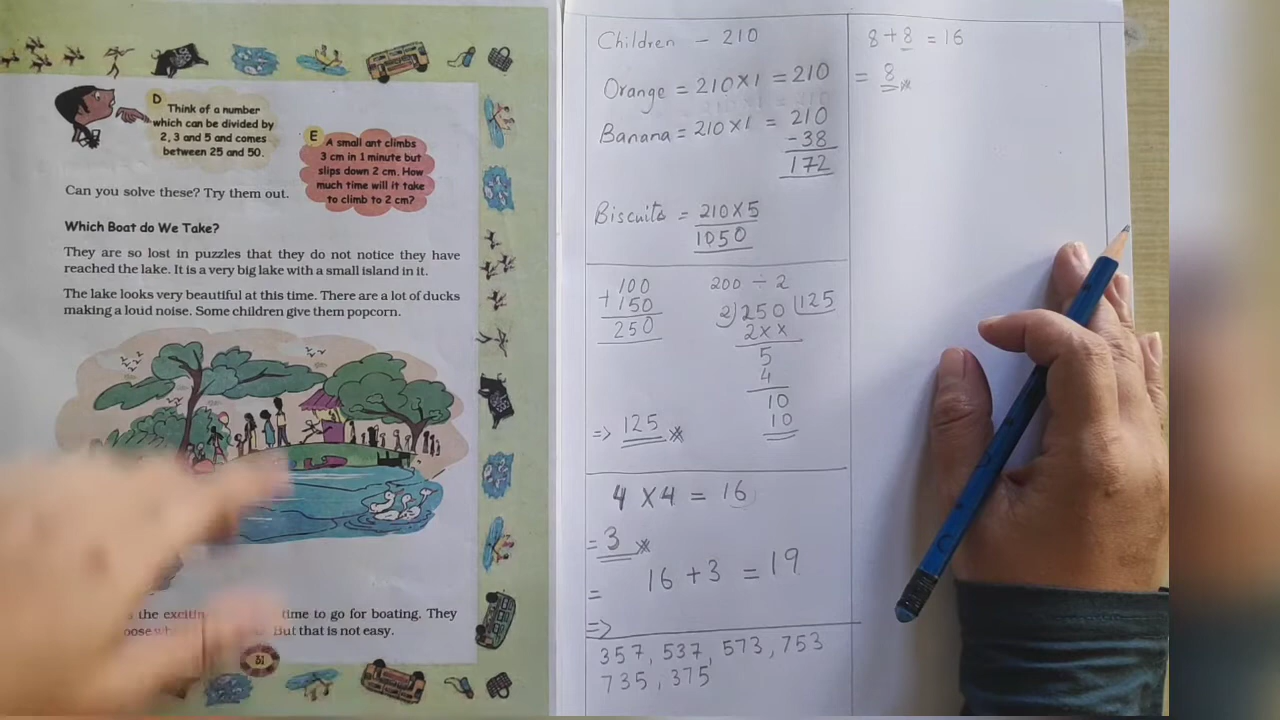 D
Think of a number
which can be divided by
2, 3 and 5 and comes
between 25 and 50.
E
A small ant climbs
3 cm in 1 minute but
slips down 2 cm. How
much time will it take
to climb to 2 cm?
Can you solve these? Try them out.
Which Boat do We Take?
They are so lost in puzzles that they do not notice they have
reached the lake. It is a very big lake with a small island in it.
The lake looks very beautiful at this time. There are a lot of ducks
making a loud noise. Some children give them popcorn.
the time to go for boating. They
But that is not easy.
31
Children - 210
Orange = 210 X 1 = 210
Banana = 210 X 1 = 210
- 38
172
Biscuits = 210 X 5
1050
100
+ 150
250
200 ÷ 2
2)250 125
2xx
5
4
10
10
=> 125
4 X 4 = 16
= 3
= 16 + 3 = 19
=>
357, 537, 573, 753
735, 375
8 + 8 = 16
= 8